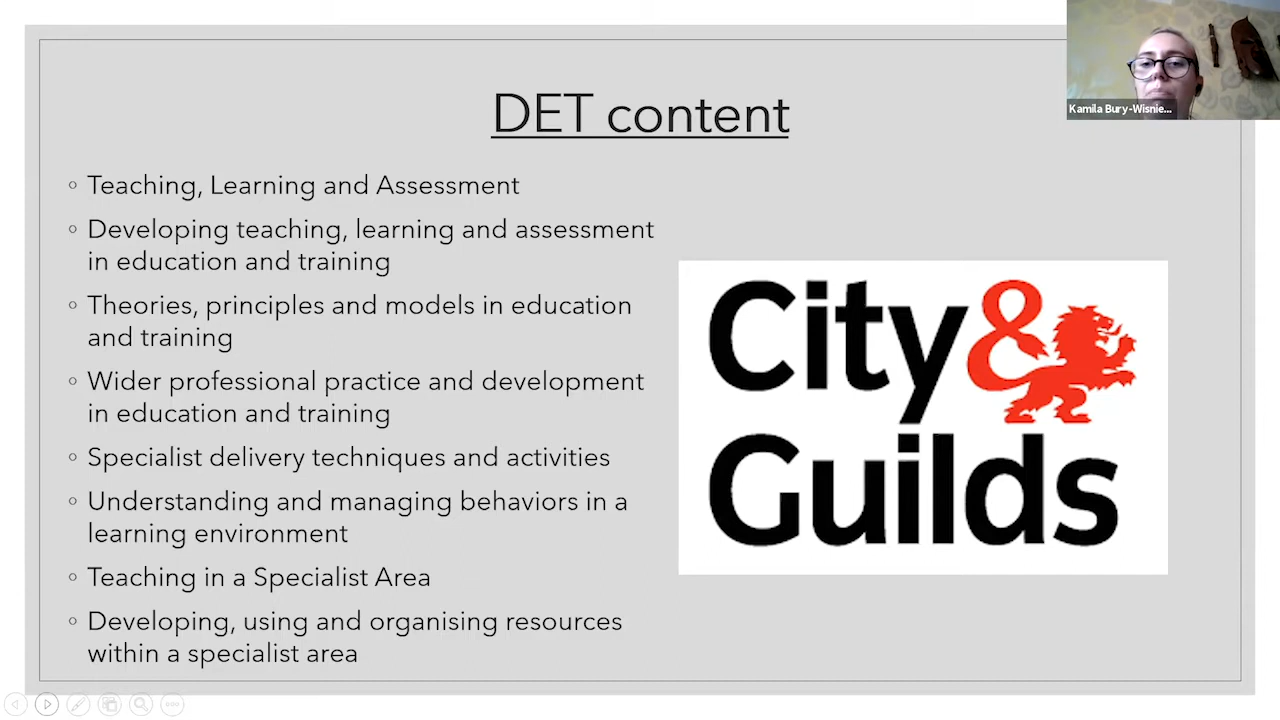 DET content
Kamila Bury-Wisnie...
◦ Teaching, Learning and Assessment
◦ Developing teaching, learning and assessment
in education and training
◦ Theories, principles and models in education
and training
◦ Wider professional practice and development
in education and training
◦ Specialist delivery techniques and activities
◦ Understanding and managing behaviors in a
learning environment
◦ Teaching in a Specialist Area
◦ Developing, using and organising resources
within a specialist area
City&
Guilds